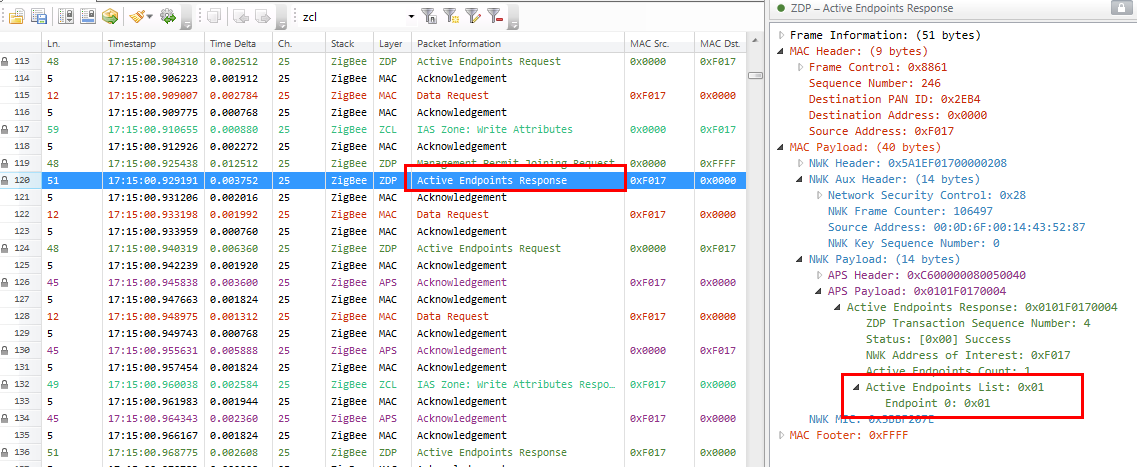 zcl
Ln. Timestamp Time Delta Ch. Stack Layer Packet Information MAC Src. MAC Dst.
113 48 17:15:00.904310 0.002512 25 ZigBee ZDP Active Endpoints Request 0x0000 0xF017
114 5 17:15:00.906223 0.001912 25 ZigBee MAC Acknowledgement
115 12 17:15:00.909007 0.002784 25 ZigBee MAC Data Request 0xF017 0x0000
116 5 17:15:00.909775 0.000768 25 ZigBee MAC Acknowledgement
117 59 17:15:00.910655 0.000880 25 ZigBee ZCL IAS Zone: Write Attributes 0x0000 0xF017
118 5 17:15:00.912926 0.002272 25 ZigBee MAC Acknowledgement
119 48 17:15:00.925438 0.012512 25 ZigBee ZDP Management Permit Joining Request 0x0000 0xFFFF
120 51 17:15:00.929191 0.003752 25 ZigBee ZDP Active Endpoints Response 0xF017 0x0000
121 5 17:15:00.931206 0.002016 25 ZigBee MAC Acknowledgement
122 12 17:15:00.933198 0.001992 25 ZigBee MAC Data Request 0xF017 0x0000
123 5 17:15:00.933959 0.000760 25 ZigBee MAC Acknowledgement
124 48 17:15:00.940319 0.006360 25 ZigBee ZDP Active Endpoints Request 0x0000 0xF017
125 5 17:15:00.942239 0.001920 25 ZigBee MAC Acknowledgement
126 45 17:15:00.945838 0.003600 25 ZigBee APS Acknowledgement 0xF017 0x0000
127 5 17:15:00.947663 0.001824 25 ZigBee MAC Acknowledgement
128 12 17:15:00.948975 0.001312 25 ZigBee MAC Data Request 0xF017 0x0000
129 5 17:15:00.949743 0.000768 25 ZigBee MAC Acknowledgement
130 45 17:15:00.955631 0.005888 25 ZigBee APS Acknowledgement 0x0000 0xF017
131 5 17:15:00.957454 0.001824 25 ZigBee MAC Acknowledgement
132 49 17:15:00.960038 0.002584 25 ZigBee ZCL IAS Zone: Write Attributes Respo... 0xF017 0x0000
133 5 17:15:00.961983 0.001944 25 ZigBee MAC Acknowledgement
134 45 17:15:00.964343 0.002360 25 ZigBee APS Acknowledgement 0xF017 0x0000
135 5 17:15:00.966167 0.001824 25 ZigBee MAC Acknowledgement
136 51 17:15:00.968775 0.002608 25 ZigBee ZDP Active Endpoints Response 0xF017 0x0000
ZDP – Active Endpoints Response
Frame Information: (51 bytes)
MAC Header: (9 bytes)
Frame Control: 0x8861
Sequence Number: 246
Destination PAN ID: 0x2EB4
Destination Address: 0x0000
Source Address: 0xF017
MAC Payload: (40 bytes)
NWK Header: 0x5A1EF01700000208
NWK Aux Header: (14 bytes)
Network Security Control: 0x28
NWK Frame Counter: 106497
Source Address: 00:0D:6F:00:14:43:52:87
NWK Key Sequence Number: 0
NWK Payload: (14 bytes)
APS Header: 0xC600000080050040
APS Payload: 0x0101F0170004
Active Endpoints Response: 0x0101F0170004
ZDP Transaction Sequence Number: 4
Status: [0x00] Success
NWK Address of Interest: 0xF017
Active Endpoints Count: 1
Active Endpoints List: 0x01
Endpoint 0: 0x01
NWK MIC:
MAC Footer: 0xFFFF